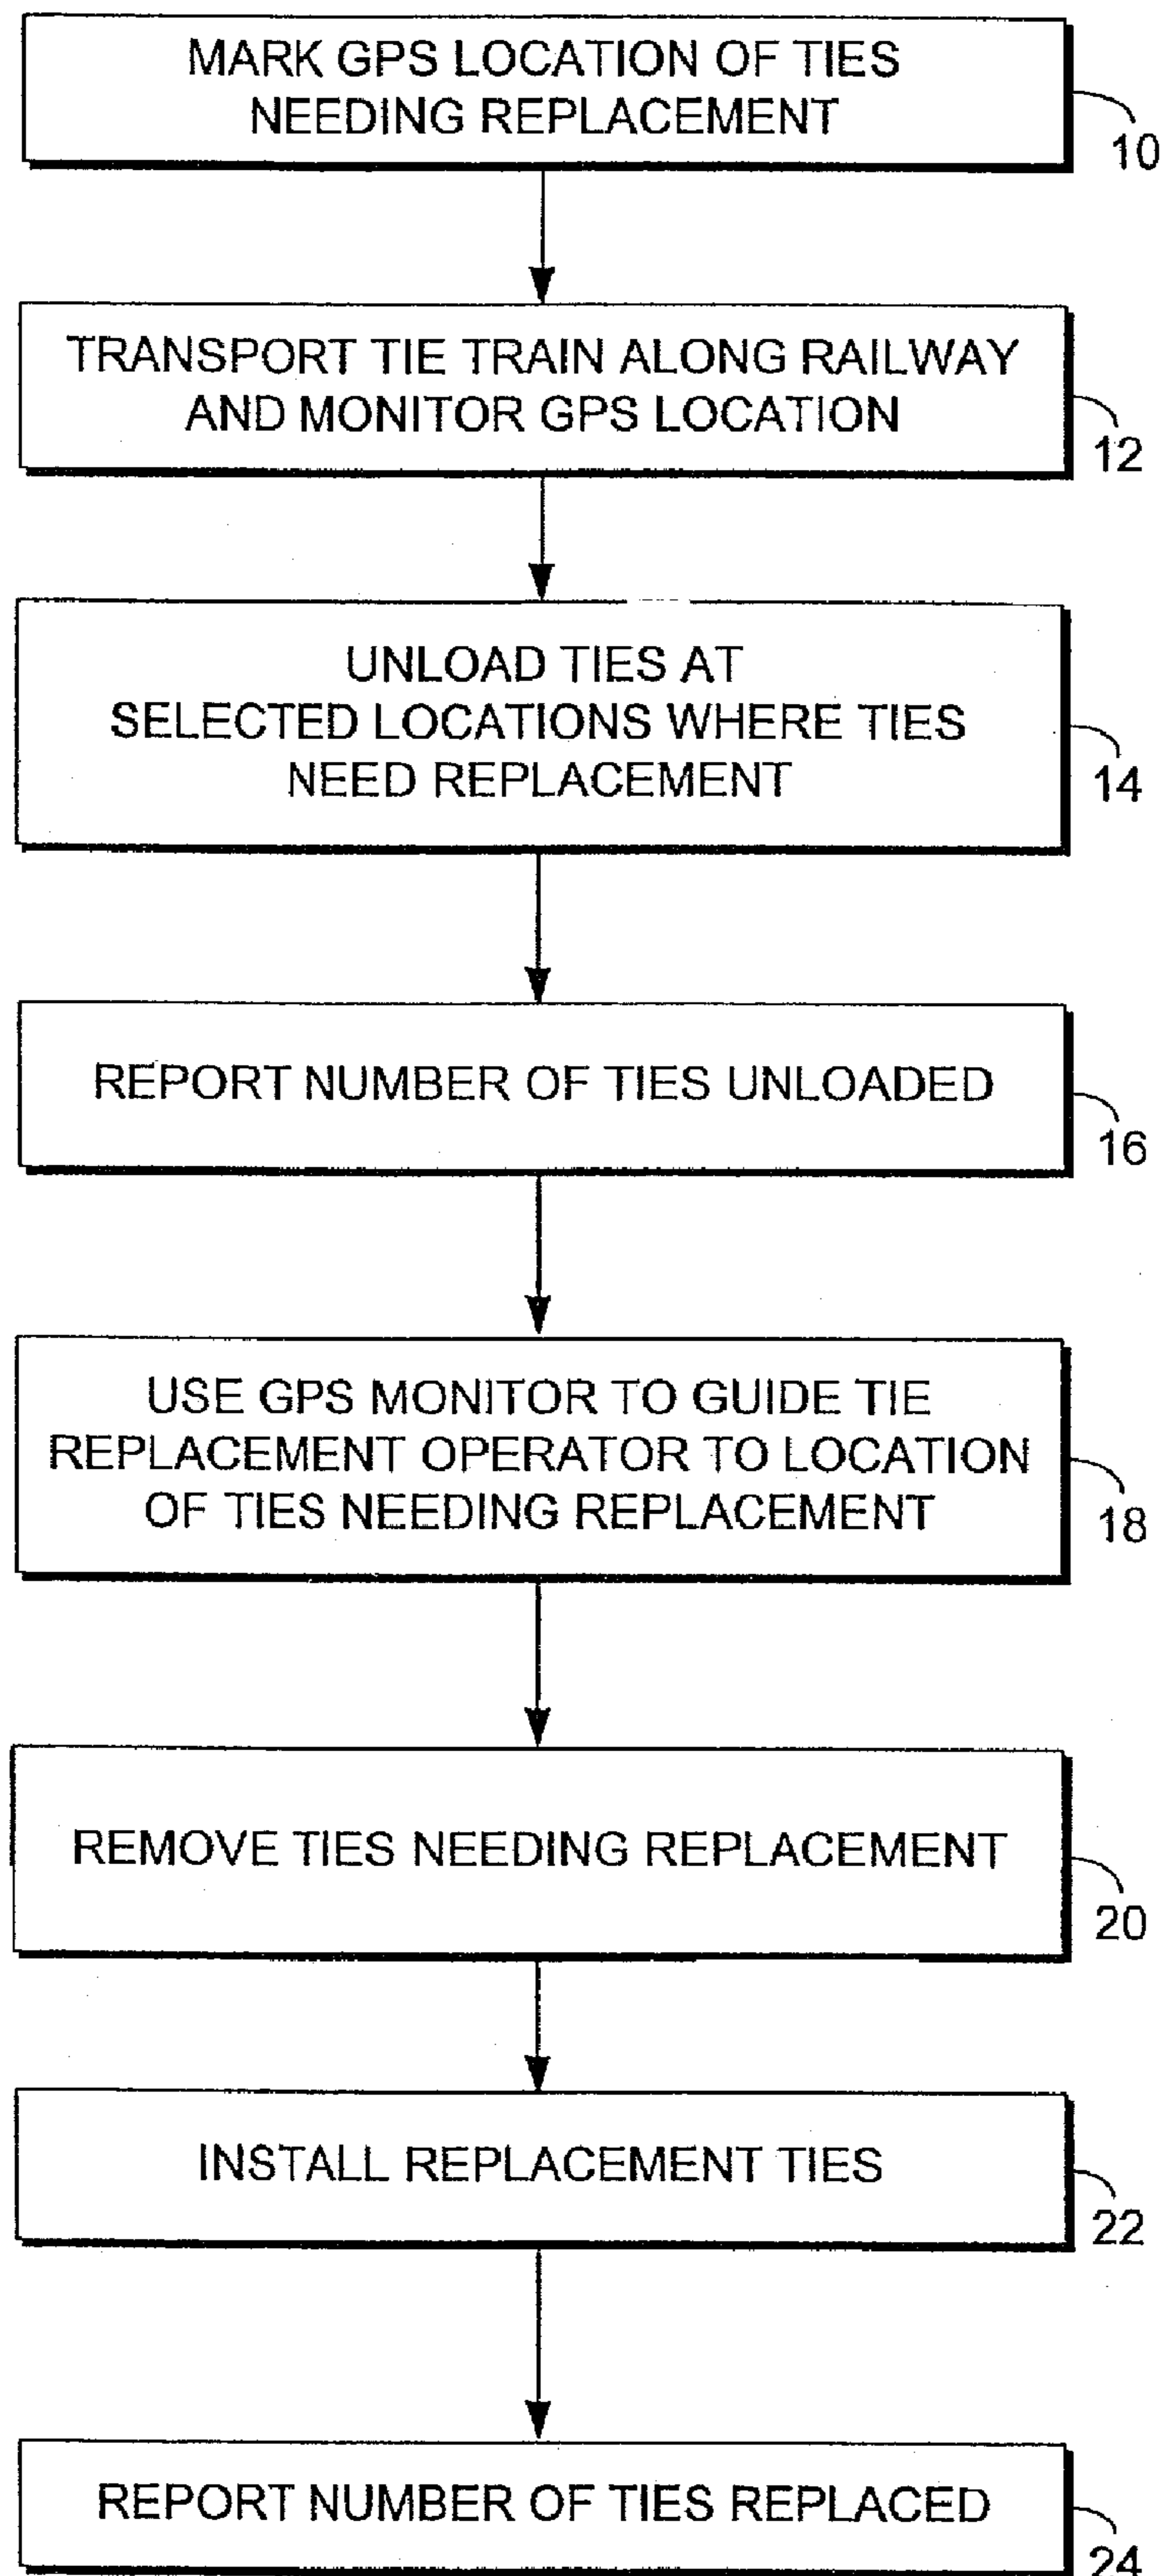 MARK GPS LOCATION OF TIES
NEEDING REPLACEMENT
10
TRANSPORT TIE TRAIN ALONG RAILWAY
AND MONITOR GPS LOCATION
12
UNLOAD TIES AT
SELECTED LOCATIONS WHERE TIES
NEED REPLACEMENT
14
REPORT NUMBER OF TIES UNLOADED
16
USE GPS MONITOR TO GUIDE TIE
REPLACEMENT OPERATOR TO LOCATION
OF TIES NEEDING REPLACEMENT
18
REMOVE TIES NEEDING REPLACEMENT
20
INSTALL REPLACEMENT TIES
22
REPORT NUMBER OF TIES REPLACED
24